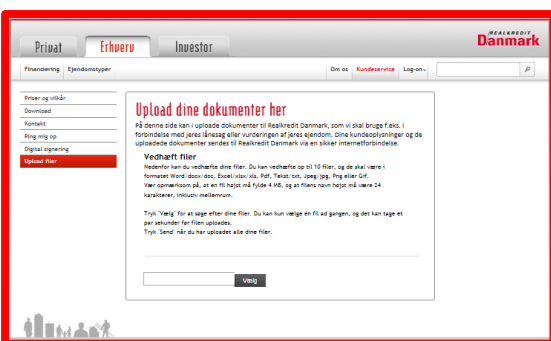 REALKREDIT
Danmark
Privat Erhverv Investor
Finansiering Ejendomstyper Om os Kundeservice Log-on
Priser og vilkår
Download
Kontakt
Ring mig op
Digital signering
Upload filer
Upload dine dokumenter her
På denne side kan i uploade dokumenter til Realkredit Danmark, som vi skal bruge f.eks. i
forbindelse med jeres lånesag eller vurderingen af jeres ejendom. Dine kundeoplysninger og de
uploadede dokumenter sendes til Realkredit Danmark via en sikker internetforbindelse.
Vedhæft filer
Nedenfor kan du vedhæfte dine filer. Du kan vedhæfte op til 10 filer, og de skal være i
formatet Word/docx/doc, Excel/xlsx/xls, Pdf, Tekst/txt, Jpeg/jpg, Png eller Gif.
Vær opmærksom på, at en fil højst må fylde 4 MB, og at filens navn højst må være 24
karakterer, inklusiv mellemrum.
Tryk 'Vælg' for at søge efter dine filer. Du kan kun vælge én fil ad gangen, og det kan tage et
par sekunder før filen uploades.
Tryk 'Send' når du har uploadet alle dine filer.
Vælg